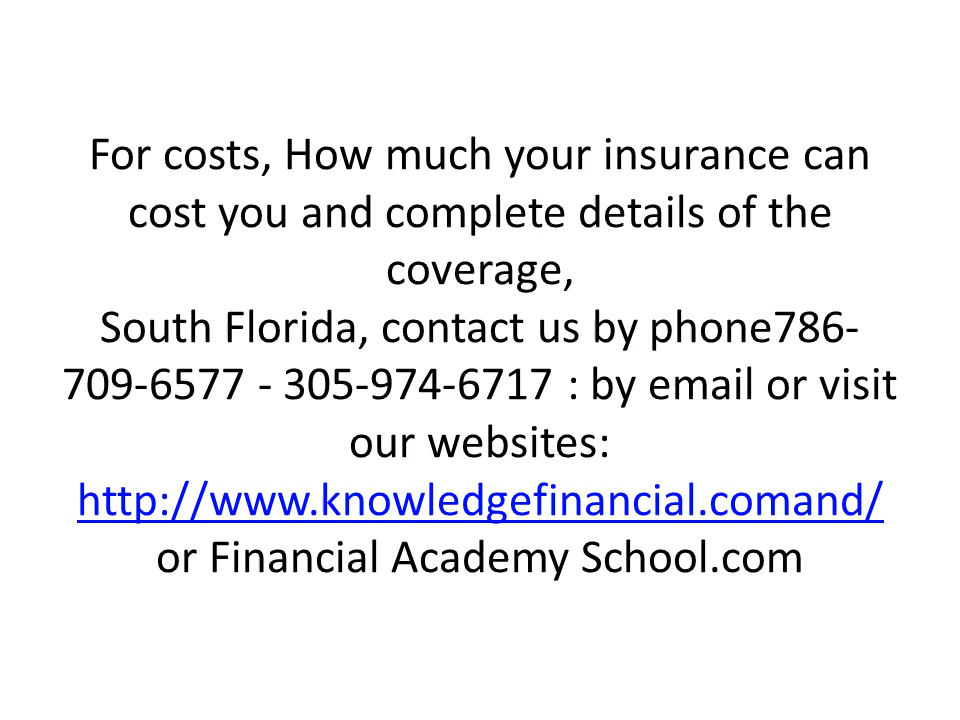 For costs, How much your insurance can
cost you and complete details of the
coverage,
South Florida, contact us by phone786-
709-6577 - 305-974-6717 : by email or visit
our websites:
http://www.knowledgefinancial.comand/
or Financial Academy School.com